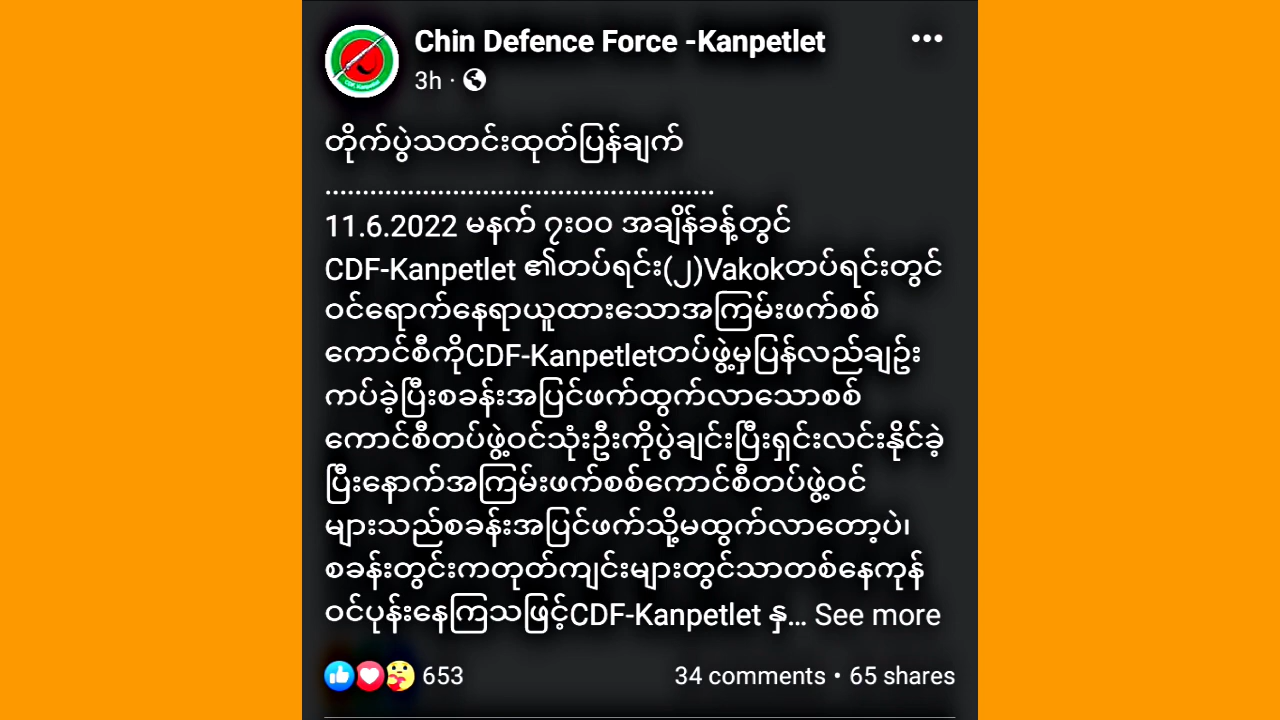 Chin Defence Force -Kanpetlet
3h ·
တိုက်ပွဲသတင်းထုတ်ပြန်ချက်
....................................................
11.6.2022 မနက် ၇း၀၀ အချိန်ခန့်တွင်
CDF-Kanpetlet ၏တပ်ရင်း(၂)Vakokတပ်ရင်းတွင်
ဝင်ရောက်နေရာယူထားသောအကြမ်းဖက်စစ်
ကောင်စီကိုCDF-Kanpetletတပ်ဖွဲ့မှပြန်လည်ချဥ်း
ကပ်ခဲ့ပြီးစခန်းအပြင်ဖက်ထွက်လာသောစစ်
ကောင်စီတပ်ဖွဲ့ဝင်သုံးဦးကိုပွဲချင်းပြီးရှင်းလင်းနိုင်ခဲ့
ပြီးနောက်အကြမ်းဖက်စစ်ကောင်စီတပ်ဖွဲ့ဝင်
များသည်စခန်းအပြင်ဖက်သို့မထွက်လာတော့ပဲ၊
စခန်းတွင်းကတုတ်ကျင်းများတွင်သာတစ်နေကုန်
ဝင်ပုန်းနေကြသဖြင့်CDF-Kanpetlet နှ... See more
653
34 comments • 65 shares